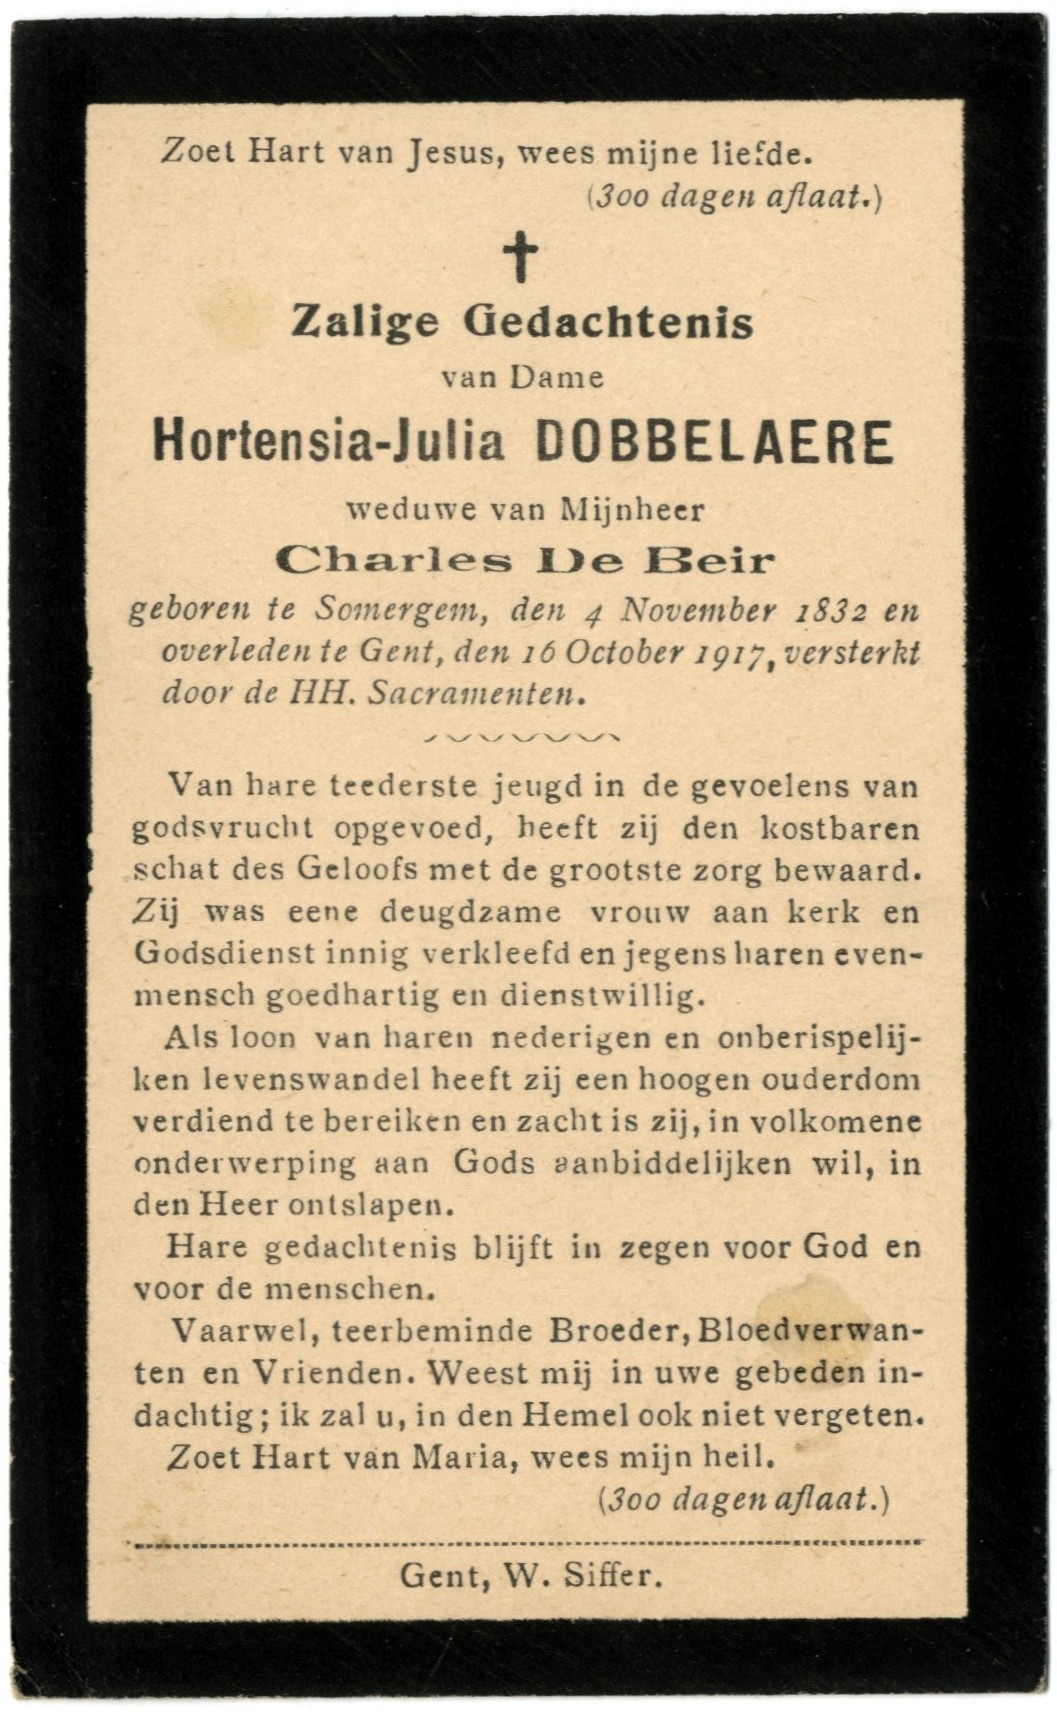 Zoet Hart van Jesus, wees mijne liefde.
(300 dagen aflaat.)
Zalige Gedachtenis
van Dame
Hortensia-Julia DOBBELAERE
weduwe van Mijnheer
Charles De Beir
geboren te Somergem, den 4 November 1832 en
overleden te Gent, den 16 October 1917, versterkt
door de HH. Sacramenten.
Van hare teederste jeugd in de gevoelens van
godsvrucht opgevoed, heeft zij den kostbaren
schat des Geloofs met de grootste zorg bewaard.
Zij was eene deugdzame vrouw aan kerk en
Godsdienst innig verkleefd en jegens haren even-
mensch goedhartig en dienstwillig.
Als loon van haren nederigen en onberispelij-
ken levenswandel heeft zij een hoogen ouderdom
verdiend te bereiken en zacht is zij, in volkomene
onderwerping aan Gods aanbiddelijken wil, in
den Heer ontslapen.
Hare gedachtenis blijft in zegen voor God en
voor de menschen.
Vaarwel, teerbeminde Broeder, Bloedverwan-
ten en Vrienden. Weest mij in uwe gebeden in-
dachtig; ik zal u, in den Hemel ook niet vergeten.
Zoet Hart van Maria, wees mijn heil.
(300 dagen aflaat.)
Gent, W. Siffer.